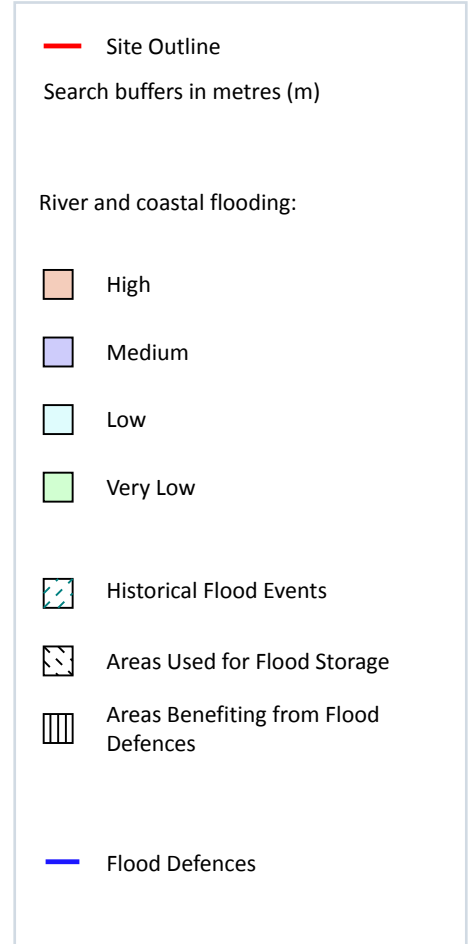 Site Outline
Search buffers in metres (m)
River and coastal flooding:
High
Medium
Low
Very Low
Historical Flood Events
Areas Used for Flood Storage
Areas Benefiting from Flood
Defences
Flood Defences